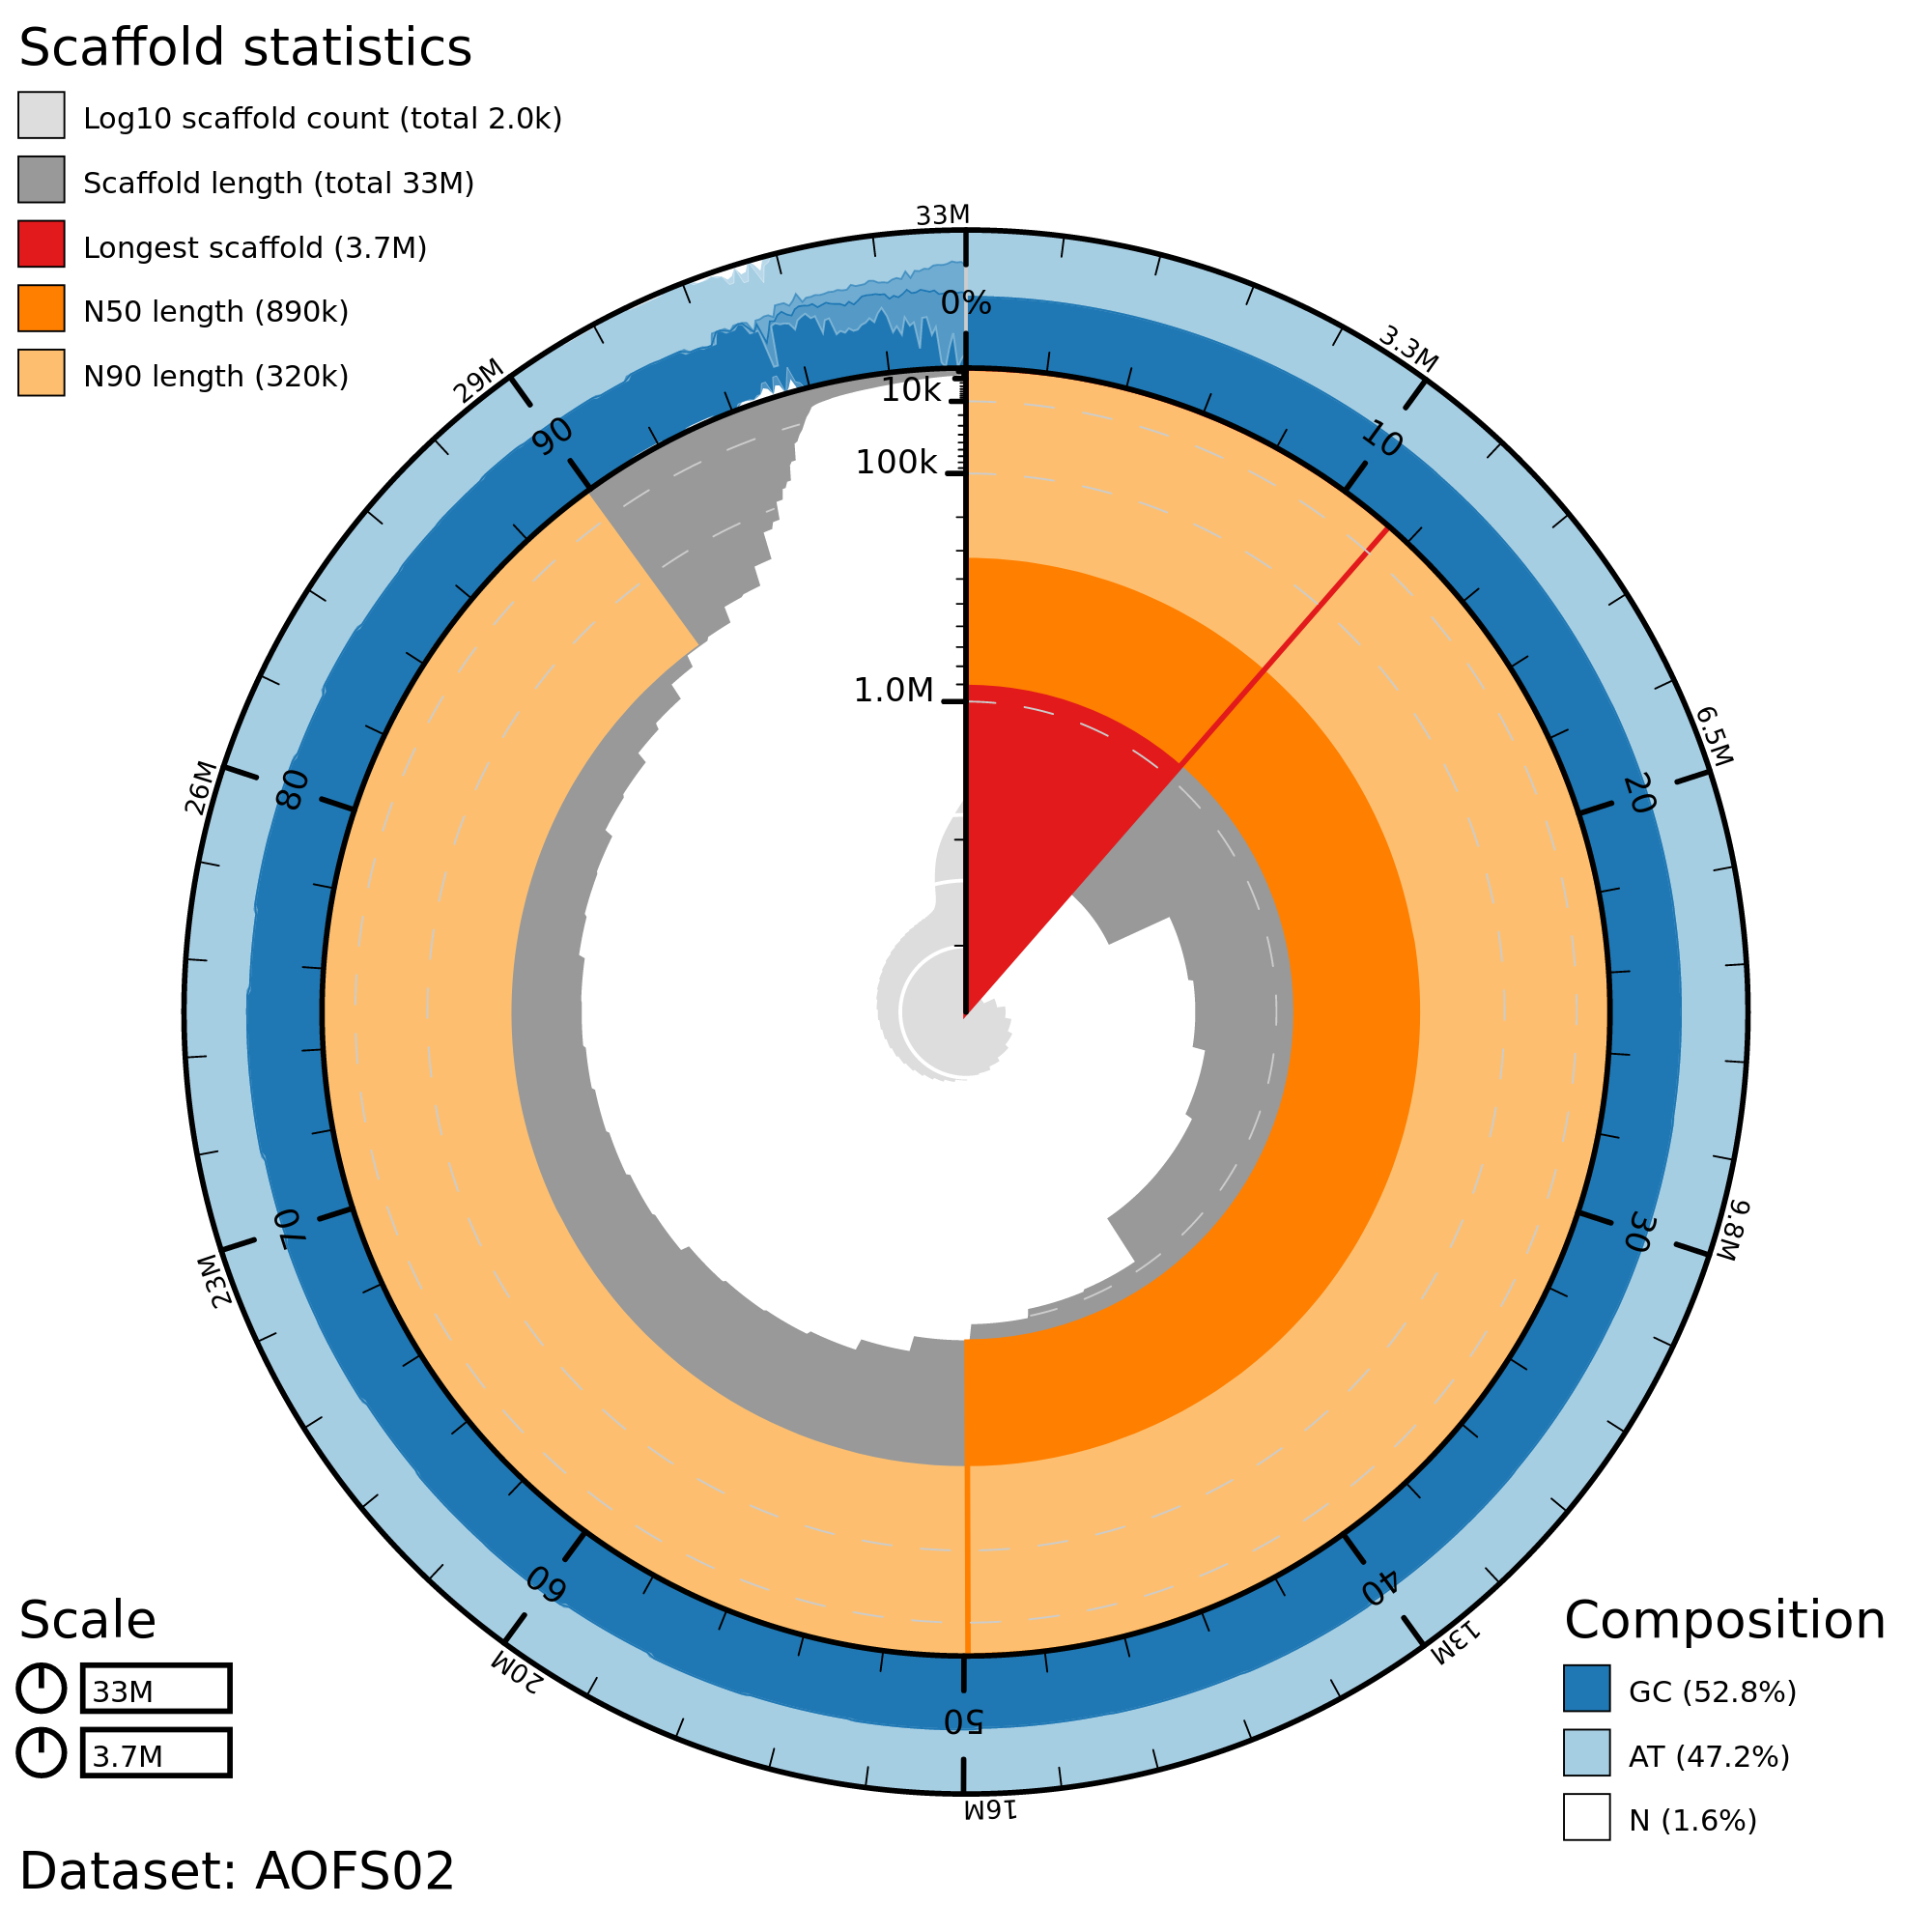 Scaffold statistics
Log10 scaffold count (total 2.0k)
Scaffold length (total 33M)
Longest scaffold (3.7M)
N50 length (890k)
N90 length (320k)
33M
3.3M
6.5M
9.8M
13M
16M
20M
23M
26M
29M
0%
10
20
30
40
50
60
70
80
90
10k
100k
1.0M
Scale
33M
3.7M
Composition
GC (52.8%)
AT (47.2%)
N (1.6%)
Dataset: AOFS02